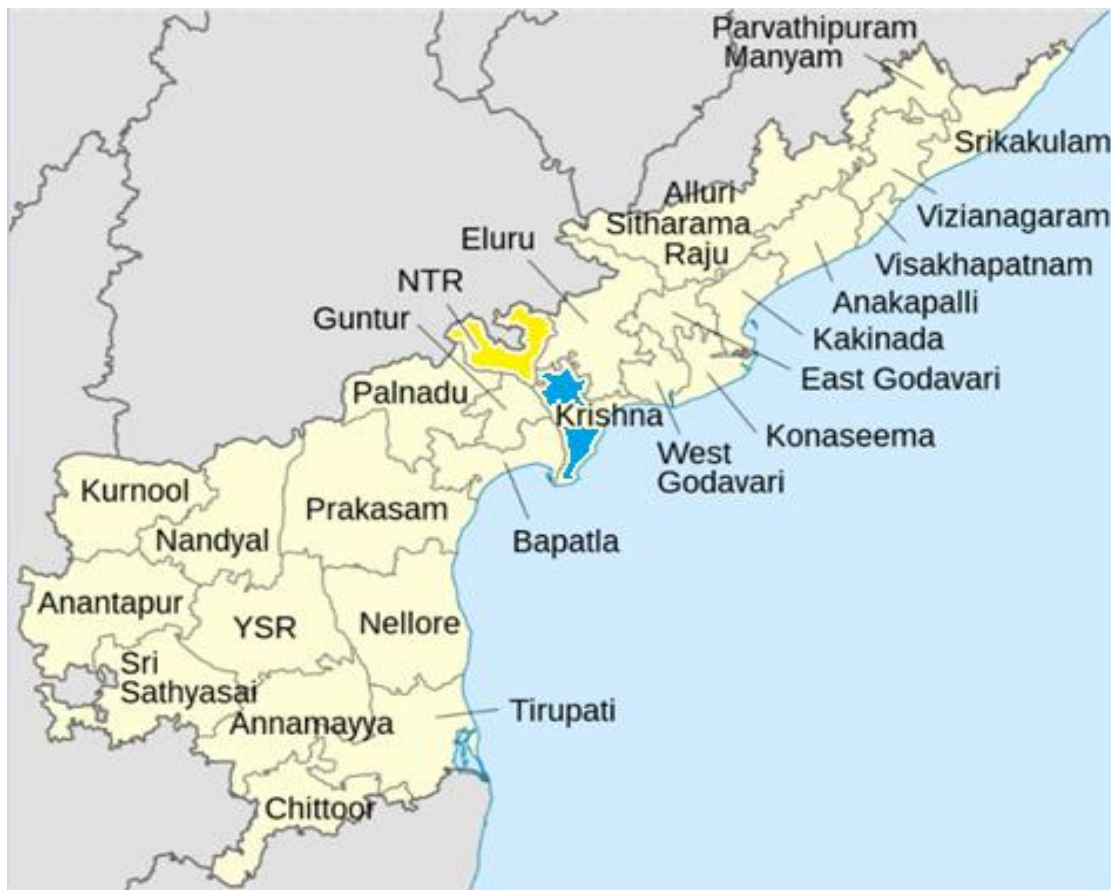 Parvathipuram
Manyam
Srikakulam
Alluri
Sitharama
Raju
Vizianagaram
Eluru
Visakhapatnam
NTR
Anakapalli
Guntur
Kakinada
East Godavari
Palnadu
Krishna
Konaseema
West
Godavari
Kurnool
Prakasam
Nandyal
Bapatla
Anantapur
YSR
Nellore
Sri
Sathyasai
Annamayya
Tirupati
Chittoor